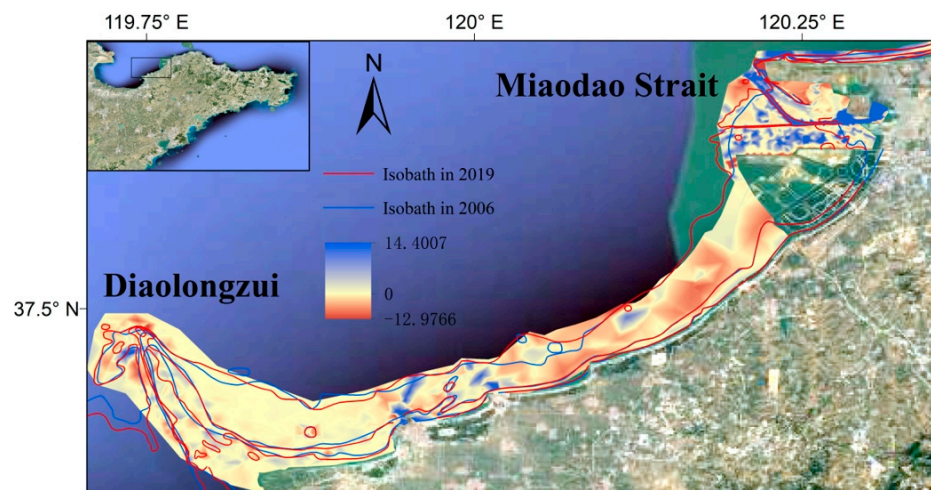 119.75° E
120° E
120.25° E
N
Miaodao Strait
Isobath in 2019
Isobath in 2006
14.4007
Diaolongzui
0
37.5° N
-12.9766